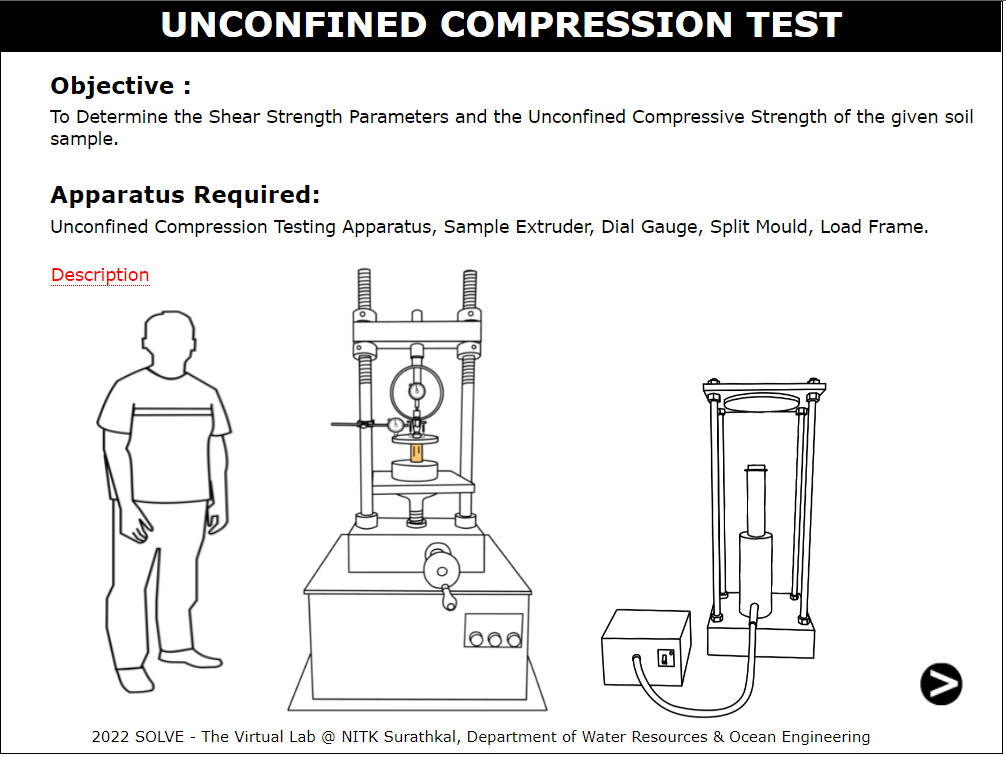 UNCONFINED COMPRESSION TEST
Objective :
To Determine the Shear Strength Parameters and the Unconfined Compressive Strength of the given soil
sample.
Apparatus Required:
Unconfined Compression Testing Apparatus, Sample Extruder, Dial Gauge, Split Mould, Load Frame.
Description
2022 SOLVE - The Virtual Lab @ NITK Surathkal, Department of Water Resources & Ocean Engineering